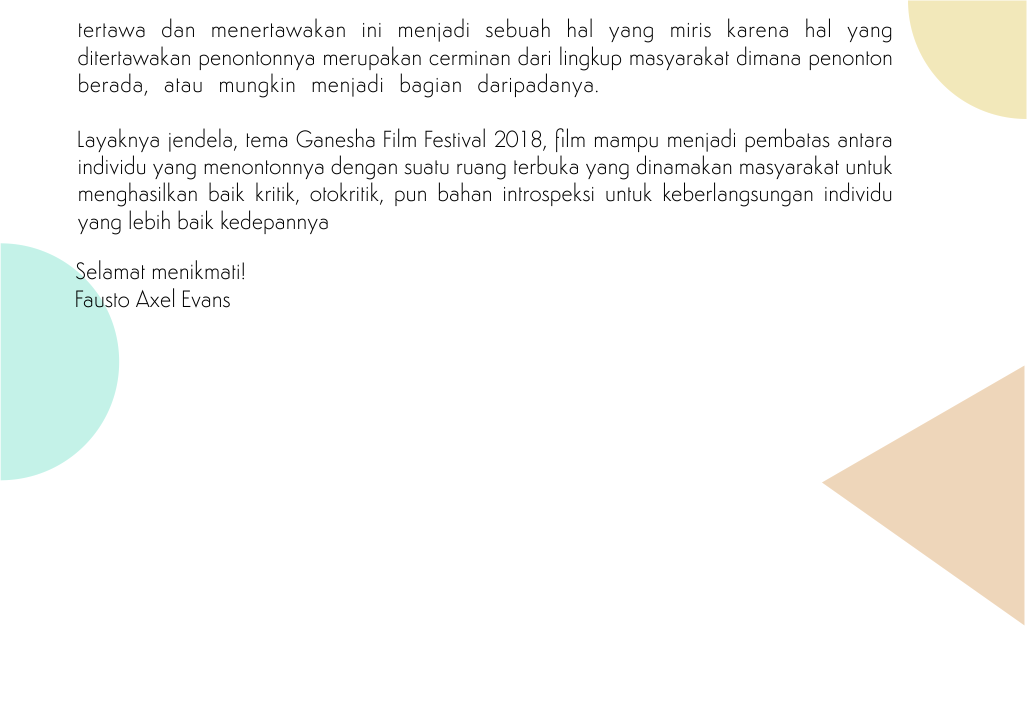 tertawa dan menertawakan ini menjadi sebuah hal yang miris karena hal yang
ditertawakan penontonnya merupakan cerminan dari lingkup masyarakat dimana penonton
berada, atau mungkin menjadi bagian daripadanya.
Layaknya jendela, tema Ganesha Film Festival 2018, film mampu menjadi pembatas antara
individu yang menontonnya dengan suatu ruang terbuka yang dinamakan masyarakat untuk
menghasilkan baik kritik, otokritik, pun bahan introspeksi untuk keberlangsungan individu
yang lebih baik kedepannya
Selamat menikmati!
Fausto Axel Evans